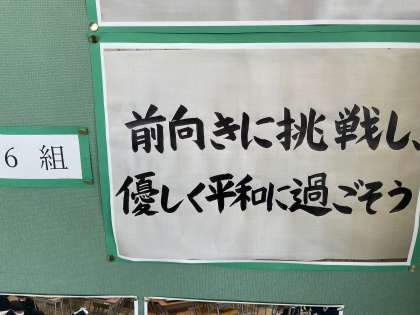 6 組
前向きに挑戦し、
優しく平和に過ごそう